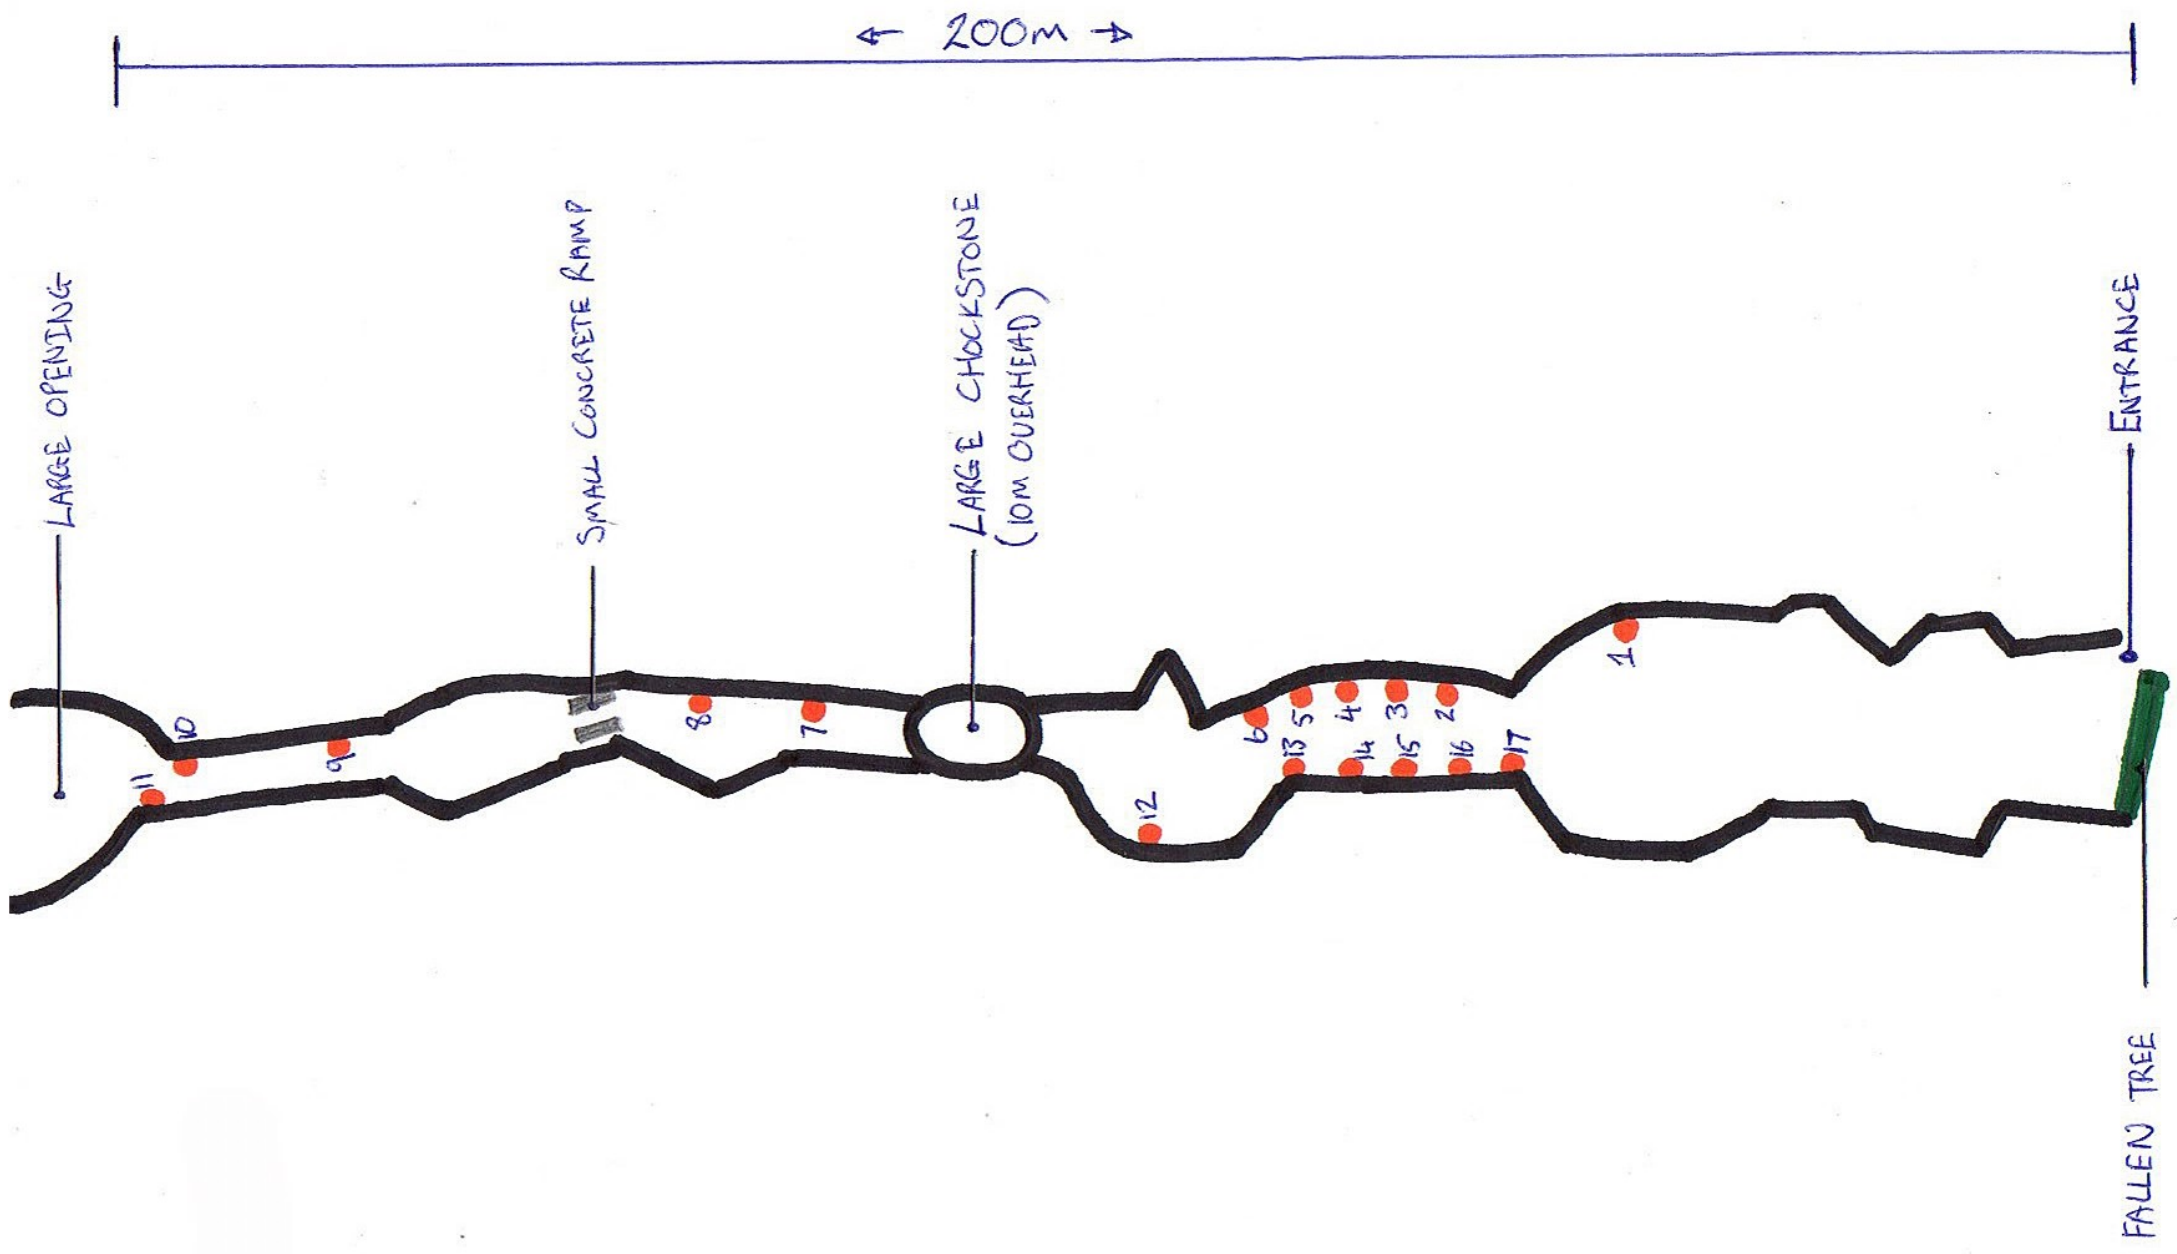 ← 200m →
LARGE OPENING
SMALL CONCRETE RAMP
LARGE CHOCKSTONE
(10M OVERHEAD)
ENTRANCE
1
2
3
4
5
6
7
8
9
10
11
12
13
14
15
16
17
FALLEN TREE